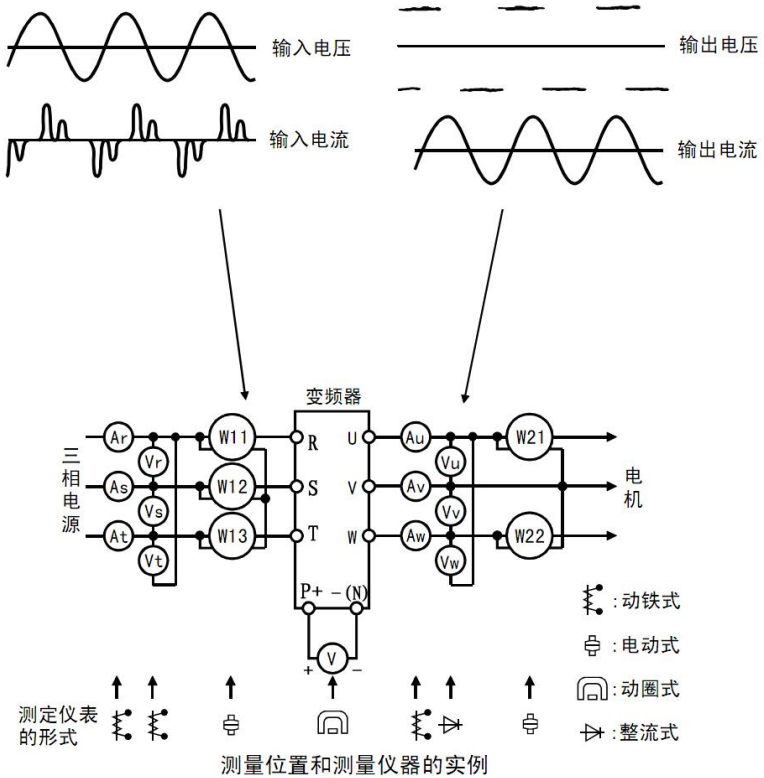 输入电压
输出电压
输入电流
输出电流
变频器
三相电源
Ar
W11
R
U
Au
W21
Vr
Vu
As
W12
S
V
Av
电机
Vs
Vv
At
W13
T
W
Aw
W22
Vt
Vw
P+ -(N)
+ V -
:动铁式
:电动式
:动圈式
:整流式
测定仪表
的形式
测量位置和测量仪器的实例